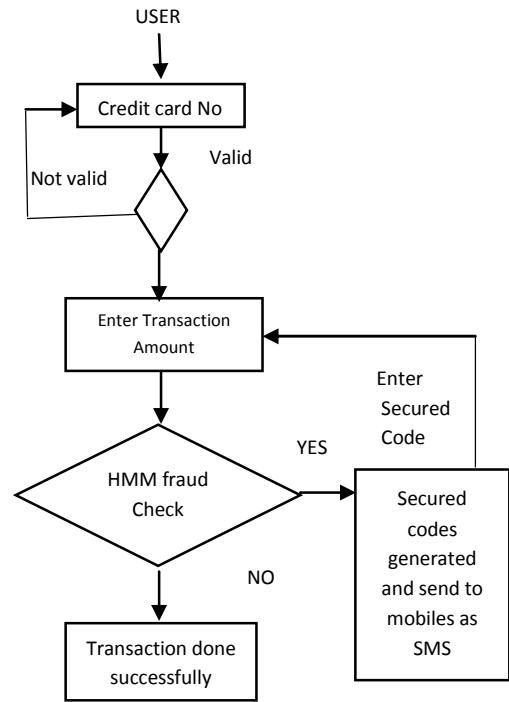 USER
Credit card No
Valid
Not valid
Enter Transaction
Amount
Enter
Secured
Code
YES
HMM fraud
Check
Secured
codes
generated
and send to
mobiles as
SMS
NO
Transaction done
successfully